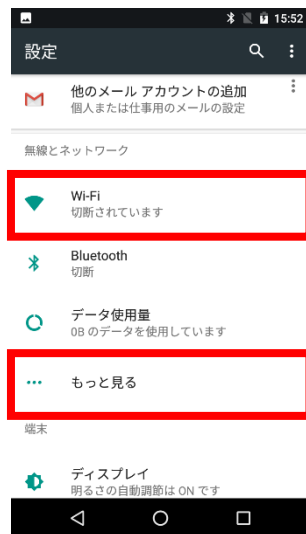 15:52
設定
他のメール アカウントの追加
個人または仕事用のメールの設定
無線とネットワーク
Wi-Fi
切断されています
Bluetooth
切断
データ使用量
0B のデータを使用しています
もっと見る
端末
ディスプレイ
明るさの自動調節は ON です